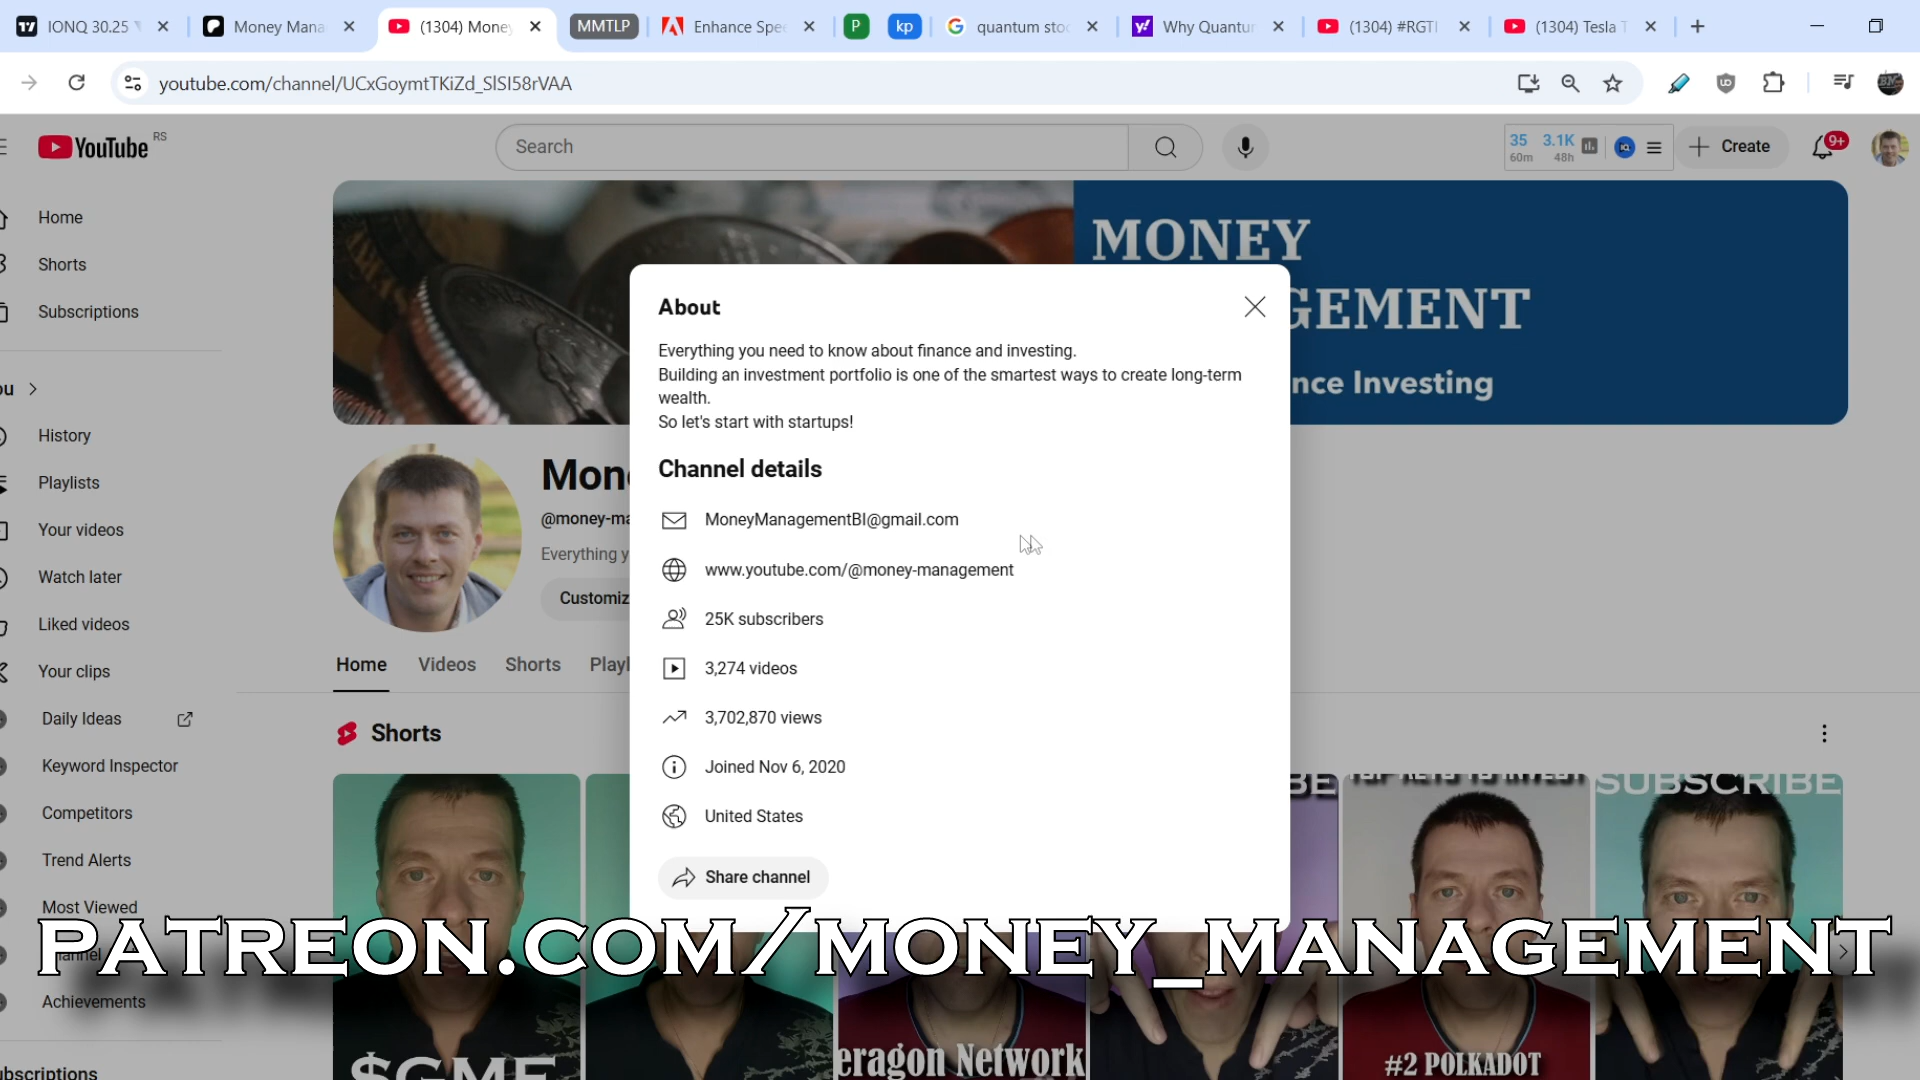 IONQ 30.25
Money Mana
(1304) Money
MMTLP
Enhance Spee
P
kp
quantum stoc
Why Quantum
(1304) #RGTI
(1304) Tesla T
youtube.com/channel/UCxGoymtTKiZd_SlSI58rVAA
YouTube RS
Search
35 3.1K
60m 48h
Create
9+
Home
Shorts
Subscriptions
ou
History
Playlists
Your videos
Watch later
Liked videos
Your clips
Daily Ideas
Keyword Inspector
Competitors
Trend Alerts
Most Viewed
Achievements
bscriptions
MONEY
GEMENT
nce Investing
Mon
@money-ma
Everything y
Customiz
Home Videos Shorts Playl
Shorts
About
Everything you need to know about finance and investing.
Building an investment portfolio is one of the smartest ways to create long-term
wealth.
So let's start with startups!
Channel details
MoneyManagementBI@gmail.com
www.youtube.com/@money-management
25K subscribers
3,274 videos
3,702,870 views
Joined Nov 6, 2020
United States
Share channel
BE
SUBSCRIBE
PATREON.COM/MONEY_MANAGEMENT
$GME
eragon Network
#2 POLKADOT